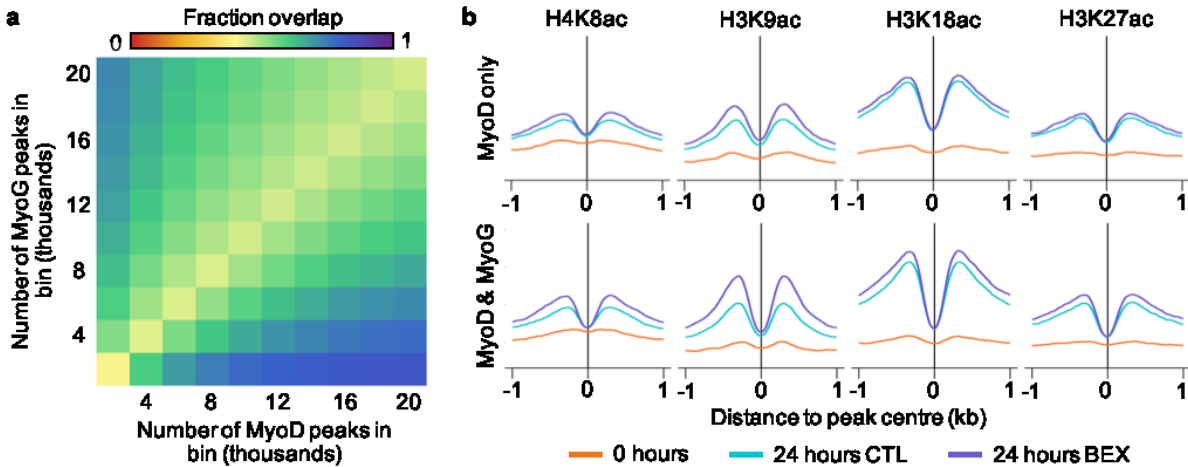 a
Fraction overlap
0
1
Number of MyoG peaks in
bin (thousands)
20
16
12
8
4
4 8 12 16 20
Number of MyoD peaks in
bin (thousands)
b
H4K8ac H3K9ac H3K18ac H3K27ac
MyoD only
-1 0 1 -1 0 1 -1 0 1 -1 0 1
MyoD & MyoG
-1 0 1 -1 0 1 -1 0 1 -1 0 1
Distance to peak centre (kb)
0 hours 24 hours CTL 24 hours BEX